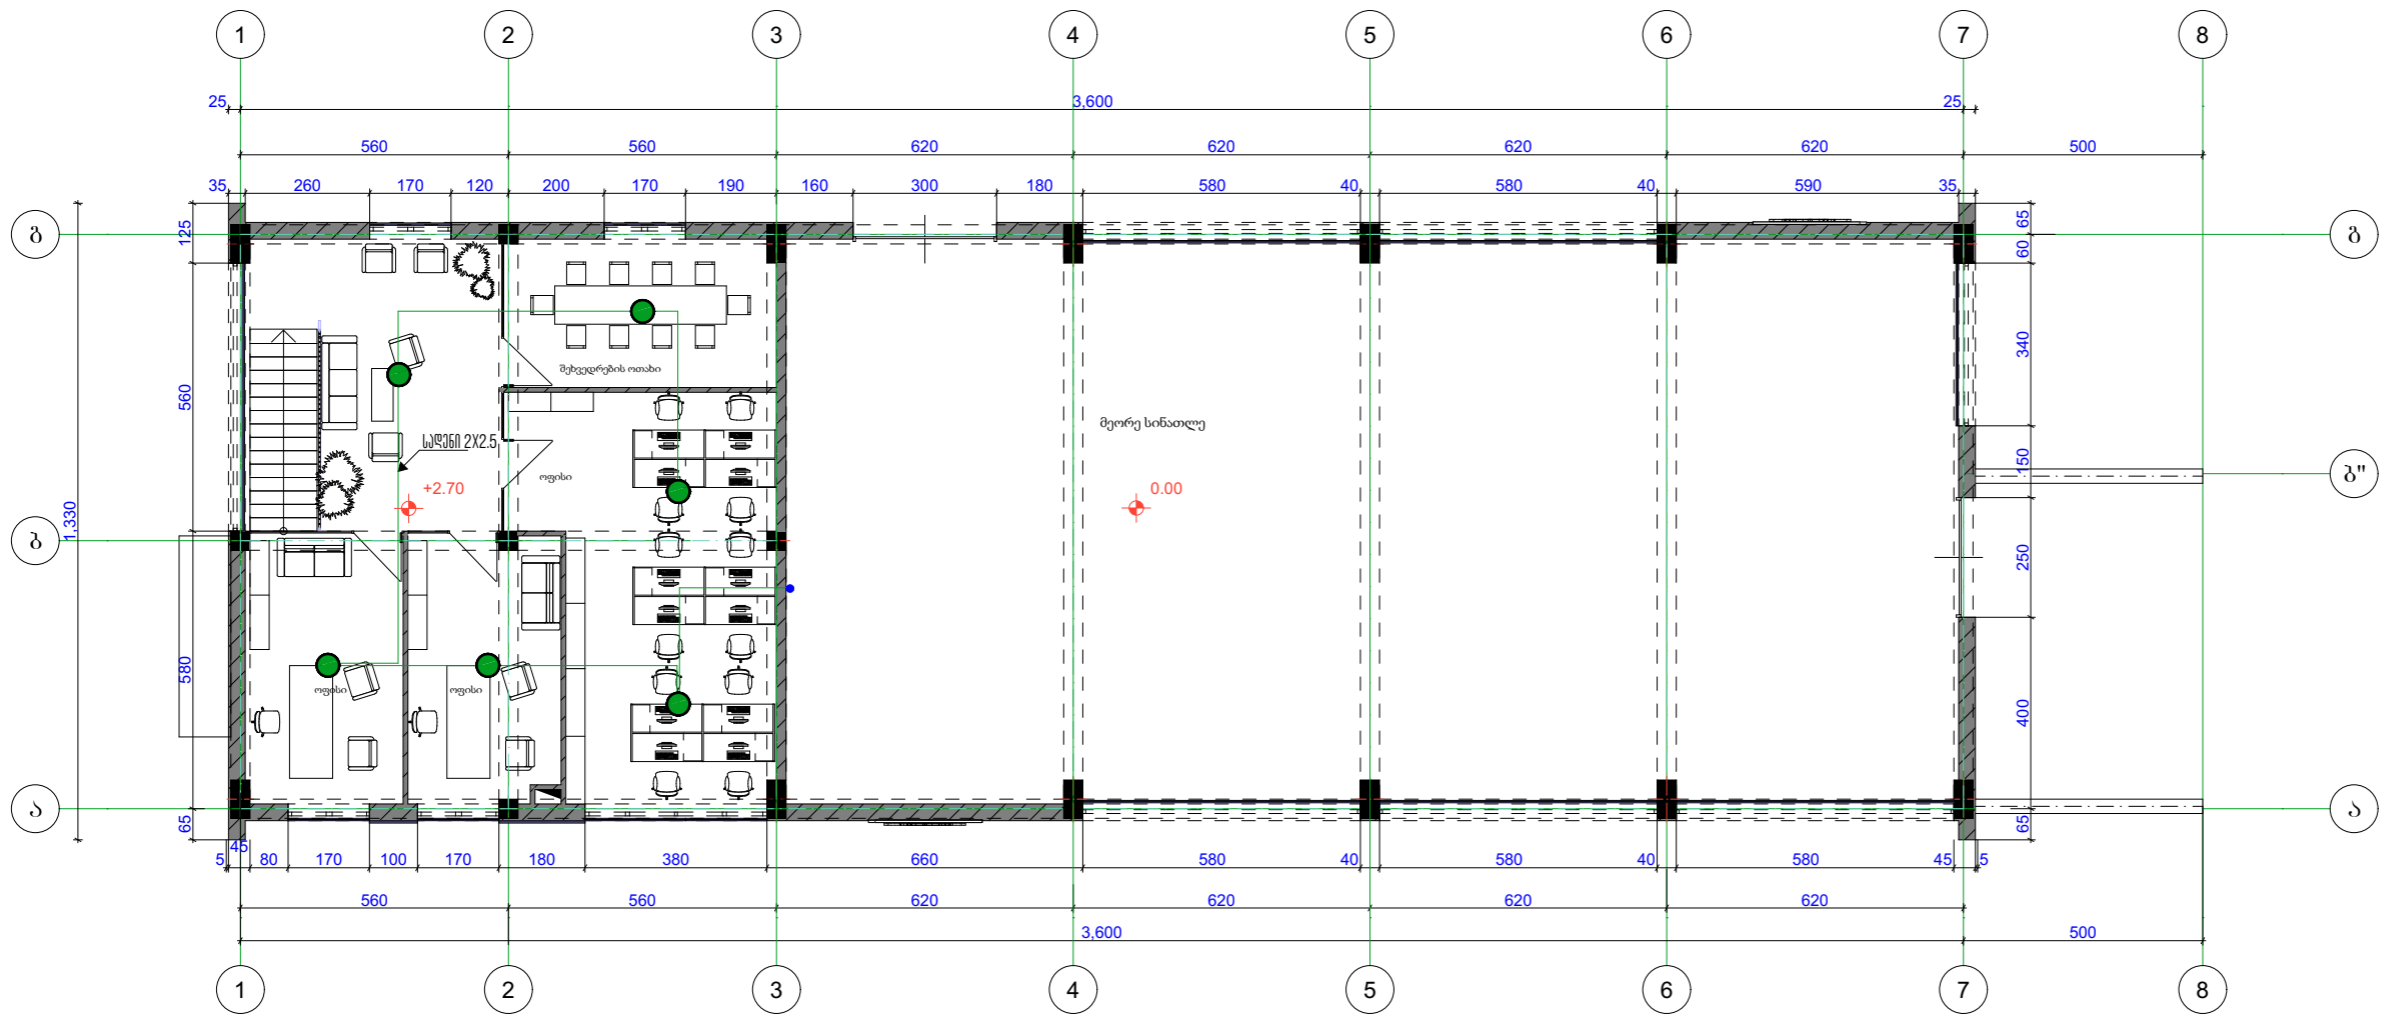 1 2 3 4 5 6 7 8
25 3,600 25
560 560 620 620 620 620 500
35 260 170 120 200 170 190 160 300 180 580 40 580 40 590 35
გ 125 65 გ
60
340
შეხვედრების ოთახი
560
მეორე სინათლე
სადენი 2X2.5
ოფისი
150 ბ"
+2.70 0.00
1,330
ბ
250
580
ოფისი ოფისი
400
ა 65 65 ა
5 45 80 170 100 170 180 380 660 580 40 580 40 580 45 5
560 560 620 620 620 620
3,600 500
1 2 3 4 5 6 7 8